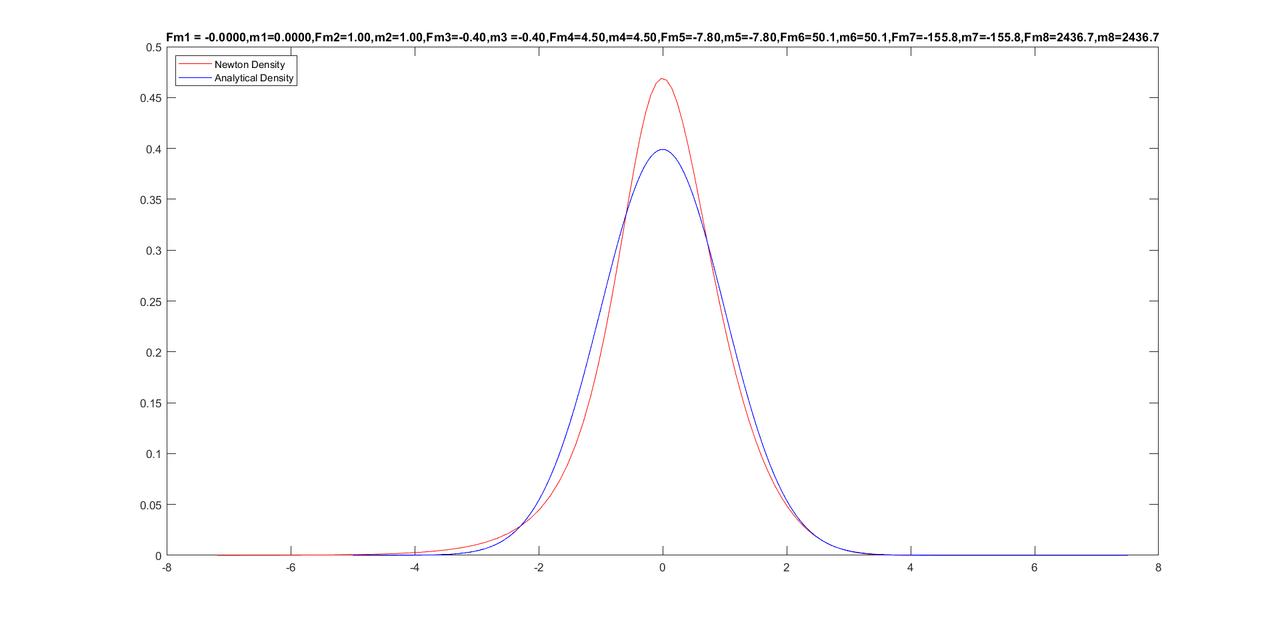 Fm1 = -0.0000,m1=0.0000,Fm2=1.00,m2=1.00,Fm3=-0.40,m3 =-0.40,Fm4=4.50,m4=4.50,Fm5=-7.80,m5=-7.80,Fm6=50.1,m6=50.1,Fm7=-155.8,m7=-155.8,Fm8=2436.7,m8=2436.7
Newton Density
Analytical Density
0.5
0.45
0.4
0.35
0.3
0.25
0.2
0.15
0.1
0.05
0
-8 -6 -4 -2 0 2 4 6 8